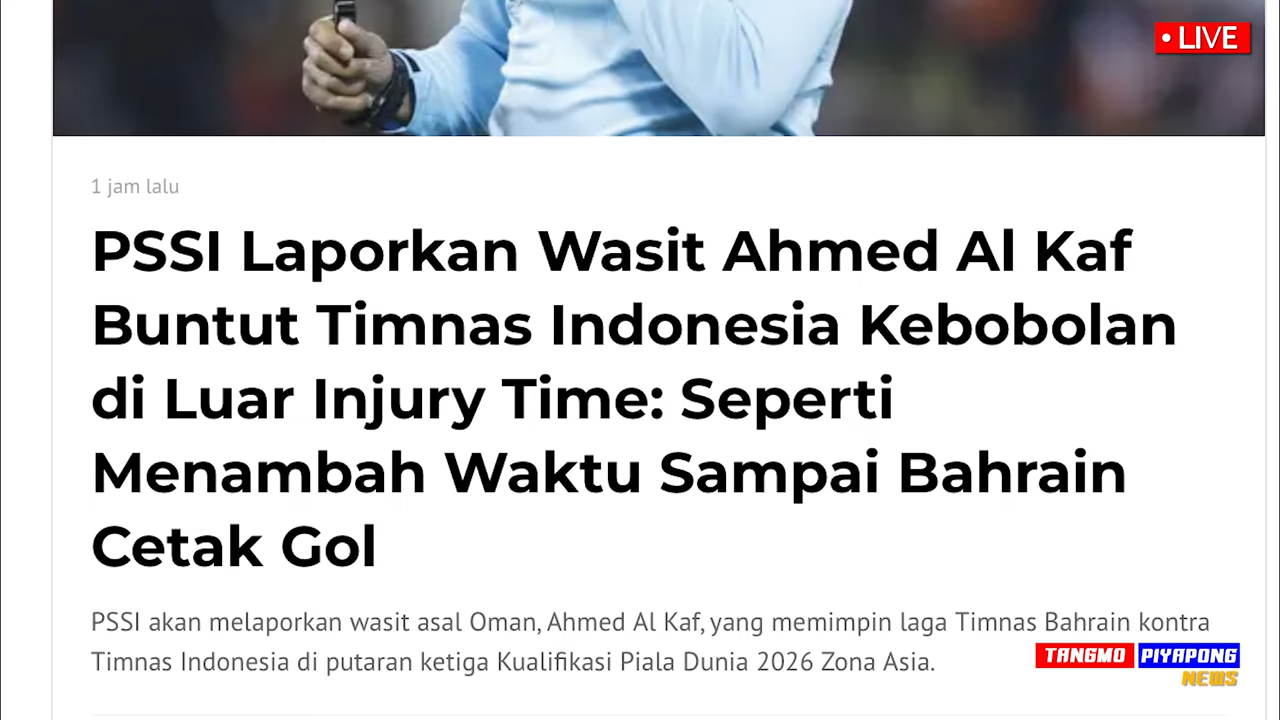 • LIVE
1 jam lalu
PSSI Laporkan Wasit Ahmed Al Kaf
Buntut Timnas Indonesia Kebobolan
di Luar Injury Time: Seperti
Menambah Waktu Sampai Bahrain
Cetak Gol
PSSI akan melaporkan wasit asal Oman, Ahmed Al Kaf, yang memimpin laga Timnas Bahrain kontra
Timnas Indonesia di putaran ketiga Kualifikasi Piala Dunia 2026 Zona Asia.
TANGMO PIYAPONG
NEWS